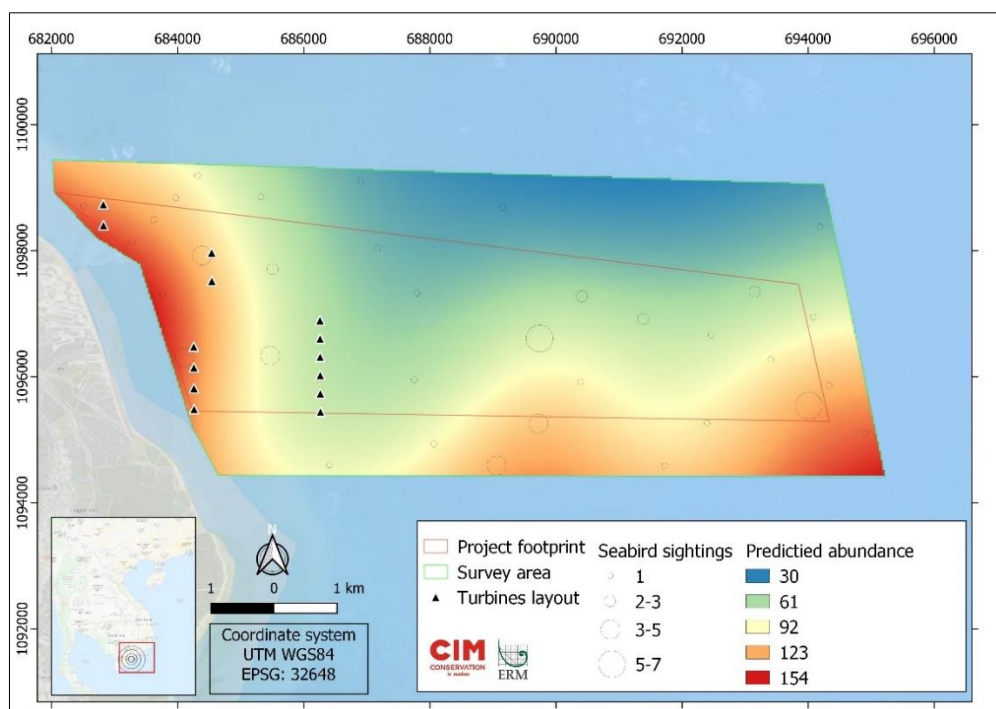 682000 684000 686000 688000 690000 692000 694000 696000
1100000
1098000
1096000
1094000
1092000
N
1 0 1 km
Coordinate system
UTM WGS84
EPSG: 32648
Project footprint
Survey area
Turbines layout
Seabird sightings
1
2-3
3-5
5-7
Predictied abundance
30
61
92
123
154
CIM
CONSERVATION
ERM